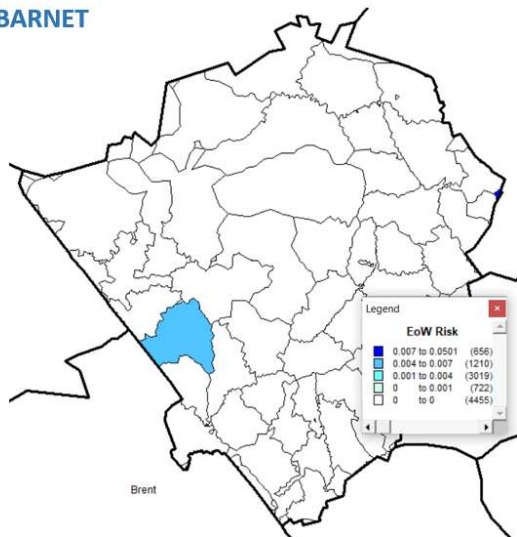 BARNET
Legend
EoW Risk
0.007 to 0.0501 (656)
0.004 to 0.007 (1210)
0.001 to 0.004 (3019)
0 to 0.001 (722)
0 to 0 (4455)
Brent